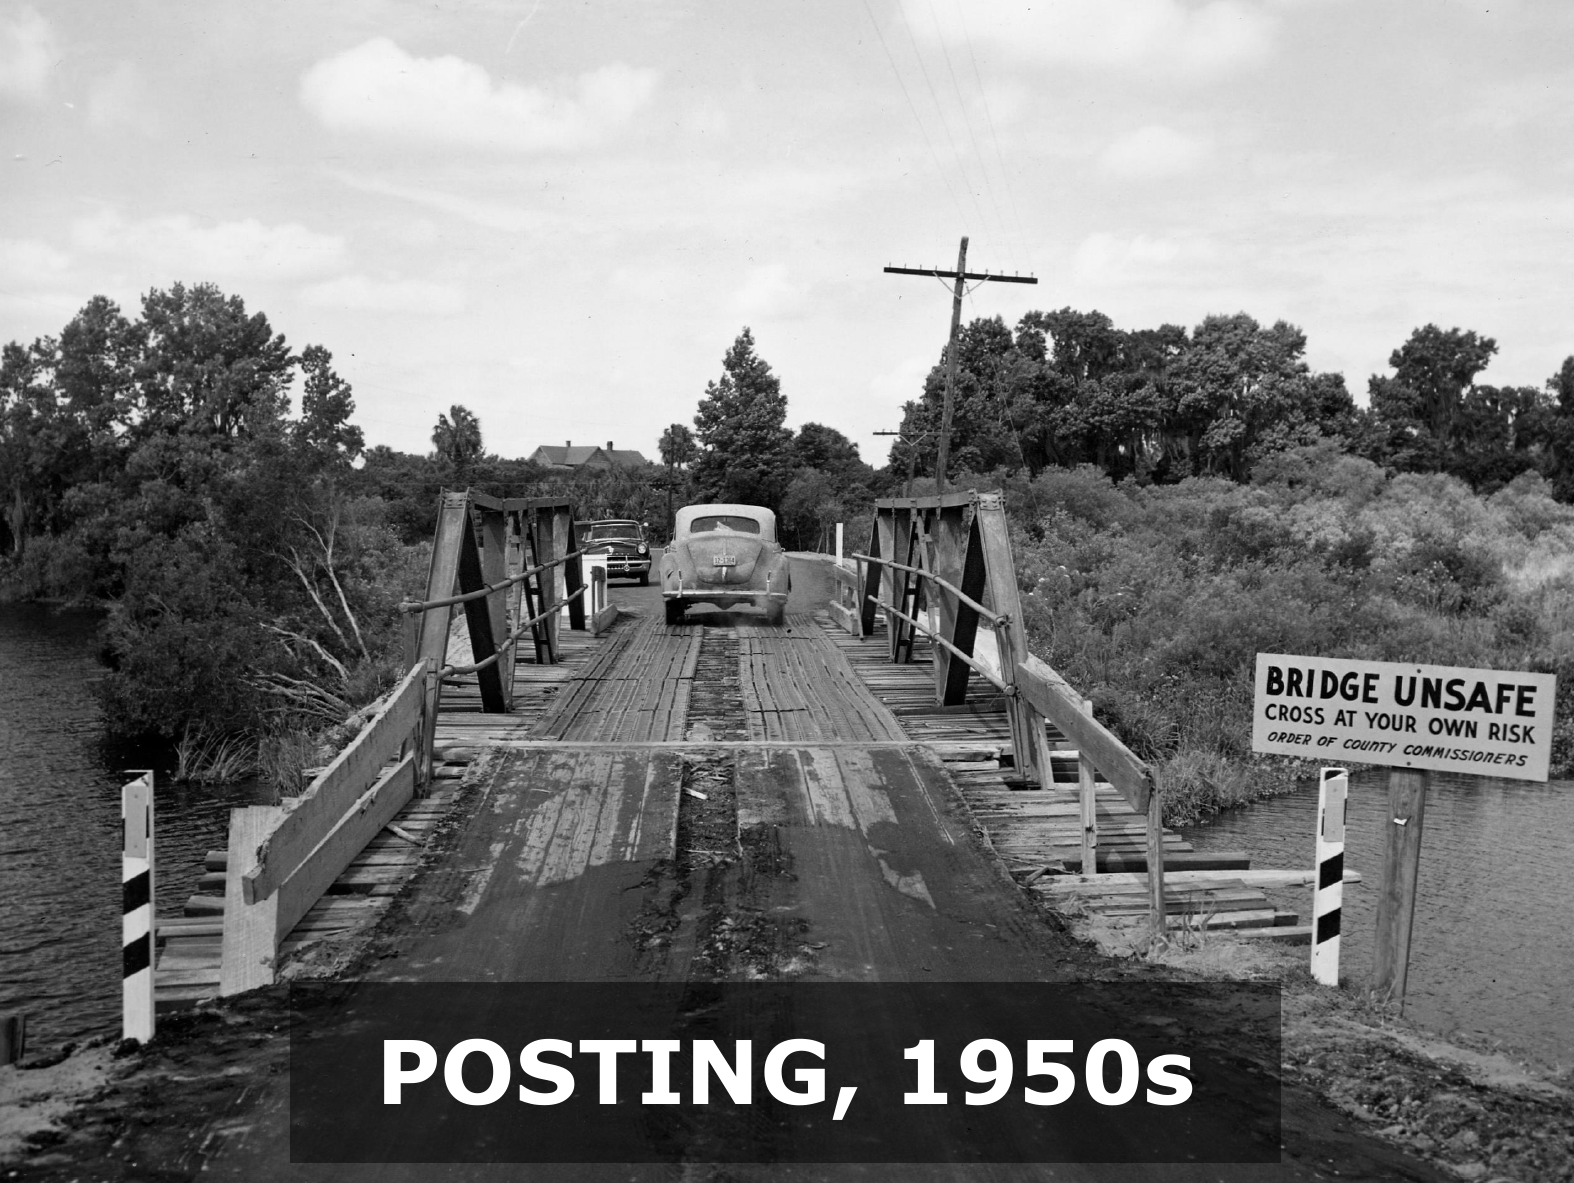 BRIDGE UNSAFE
CROSS AT YOUR OWN RISK
ORDER OF COUNTY COMMISSIONERS
POSTING, 1950s